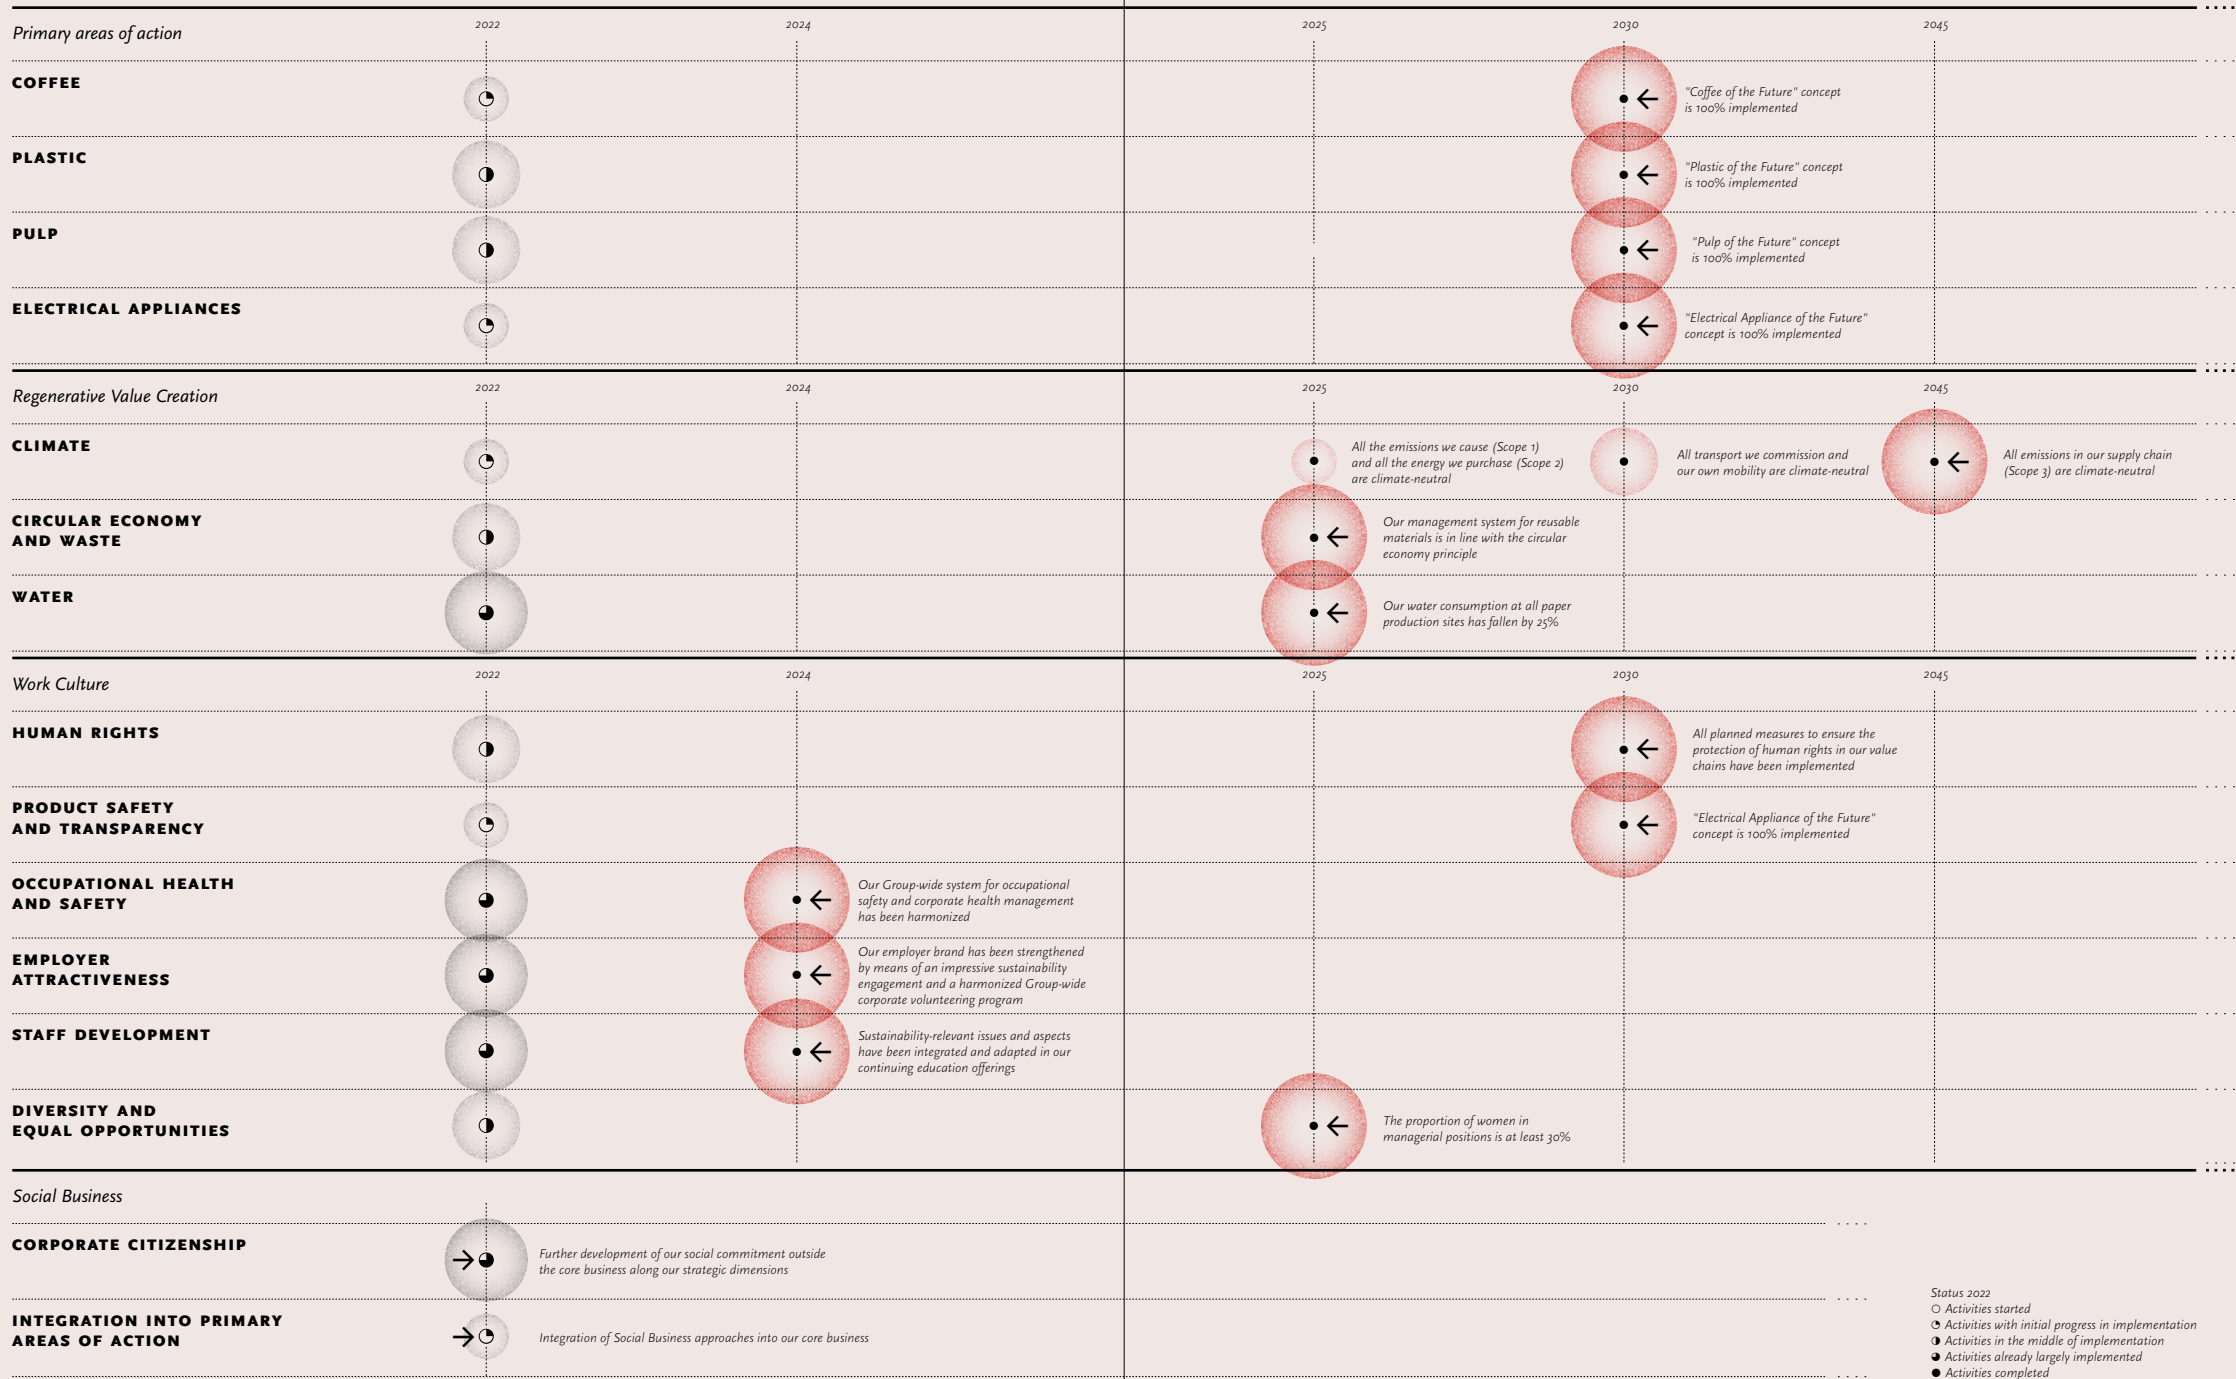 2022 2024 2025 2030 2045
Primary areas of action
COFFEE
"Coffee of the Future" concept
is 100% implemented
PLASTIC
"Plastic of the Future" concept
is 100% implemented
PULP
"Pulp of the Future" concept
is 100% implemented
ELECTRICAL APPLIANCES
"Electrical Appliance of the Future"
concept is 100% implemented
2022 2024 2025 2030 2045
Regenerative Value Creation
CLIMATE
All the emissions we cause (Scope 1)
and all the energy we purchase (Scope 2)
are climate-neutral
All transport we commission and
our own mobility are climate-neutral
All emissions in our supply chain
(Scope 3) are climate-neutral
CIRCULAR ECONOMY
AND WASTE
Our management system for reusable
materials is in line with the circular
economy principle
WATER
Our water consumption at all paper
production sites has fallen by 25%
2022 2024 2025 2030 2045
Work Culture
HUMAN RIGHTS
All planned measures to ensure the
protection of human rights in our value
chains have been implemented
PRODUCT SAFETY
AND TRANSPARENCY
"Electrical Appliance of the Future"
concept is 100% implemented
OCCUPATIONAL HEALTH
AND SAFETY
Our Group-wide system for occupational
safety and corporate health management
has been harmonized
EMPLOYER
ATTRACTIVENESS
Our employer brand has been strengthened
by means of an impressive sustainability
engagement and a harmonized Group-wide
corporate volunteering program
STAFF DEVELOPMENT
Sustainability-relevant issues and aspects
have been integrated and adapted in our
continuing education offerings
DIVERSITY AND
EQUAL OPPORTUNITIES
The proportion of women in
managerial positions is at least 30%
Social Business
CORPORATE CITIZENSHIP
Further development of our social commitment outside
the core business along our strategic dimensions
INTEGRATION INTO PRIMARY
AREAS OF ACTION
Integration of Social Business approaches into our core business
Status 2022
Activities started
Activities with initial progress in implementation
Activities in the middle of implementation
Activities already largely implemented
Activities completed